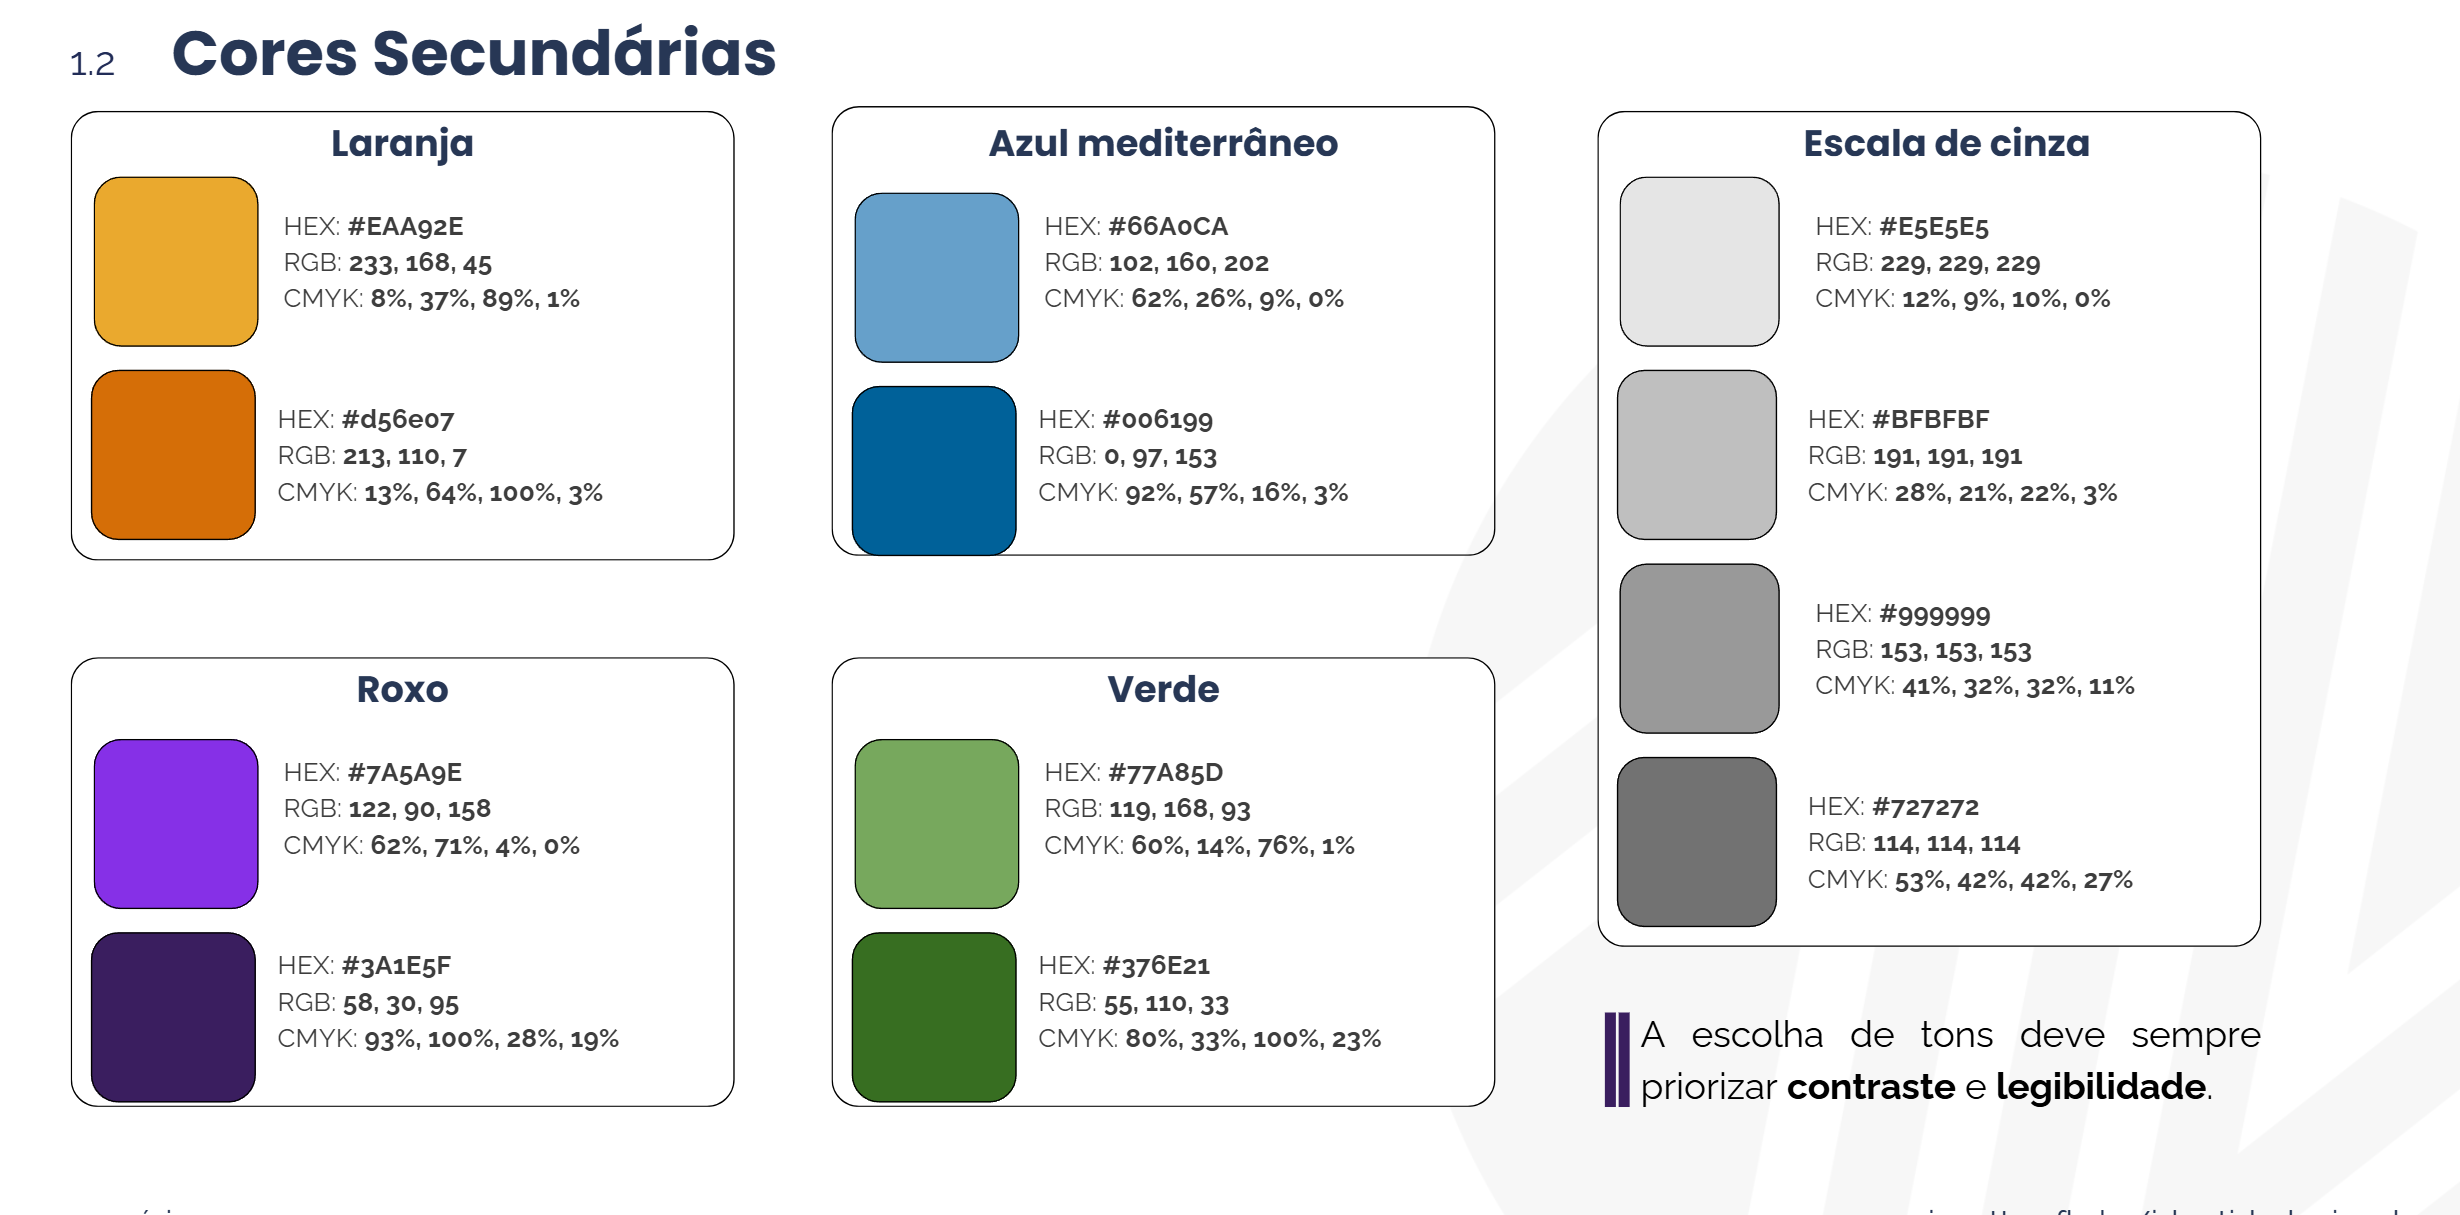 1.2 Cores Secundárias
Laranja
HEX: #EAA92E
RGB: 233, 168, 45
CMYK: 8%, 37%, 89%, 1%
HEX: #d56e07
RGB: 213, 110, 7
CMYK: 13%, 64%, 100%, 3%
Azul mediterrâneo
HEX: #66A0CA
RGB: 102, 160, 202
CMYK: 62%, 26%, 9%, 0%
HEX: #006199
RGB: 0, 97, 153
CMYK: 92%, 57%, 16%, 3%
Escala de cinza
HEX: #E5E5E5
RGB: 229, 229, 229
CMYK: 12%, 9%, 10%, 0%
HEX: #BFBFBF
RGB: 191, 191, 191
CMYK: 28%, 21%, 22%, 3%
HEX: #999999
RGB: 153, 153, 153
CMYK: 41%, 32%, 32%, 11%
HEX: #727272
RGB: 114, 114, 114
CMYK: 53%, 42%, 42%, 27%
Roxo
HEX: #7A5A9E
RGB: 122, 90, 158
CMYK: 62%, 71%, 4%, 0%
HEX: #3A1E5F
RGB: 58, 30, 95
CMYK: 93%, 100%, 28%, 19%
Verde
HEX: #77A85D
RGB: 119, 168, 93
CMYK: 60%, 14%, 76%, 1%
HEX: #376E21
RGB: 55, 110, 33
CMYK: 80%, 33%, 100%, 23%
A escolha de tons deve sempre
priorizar contraste e legibilidade.